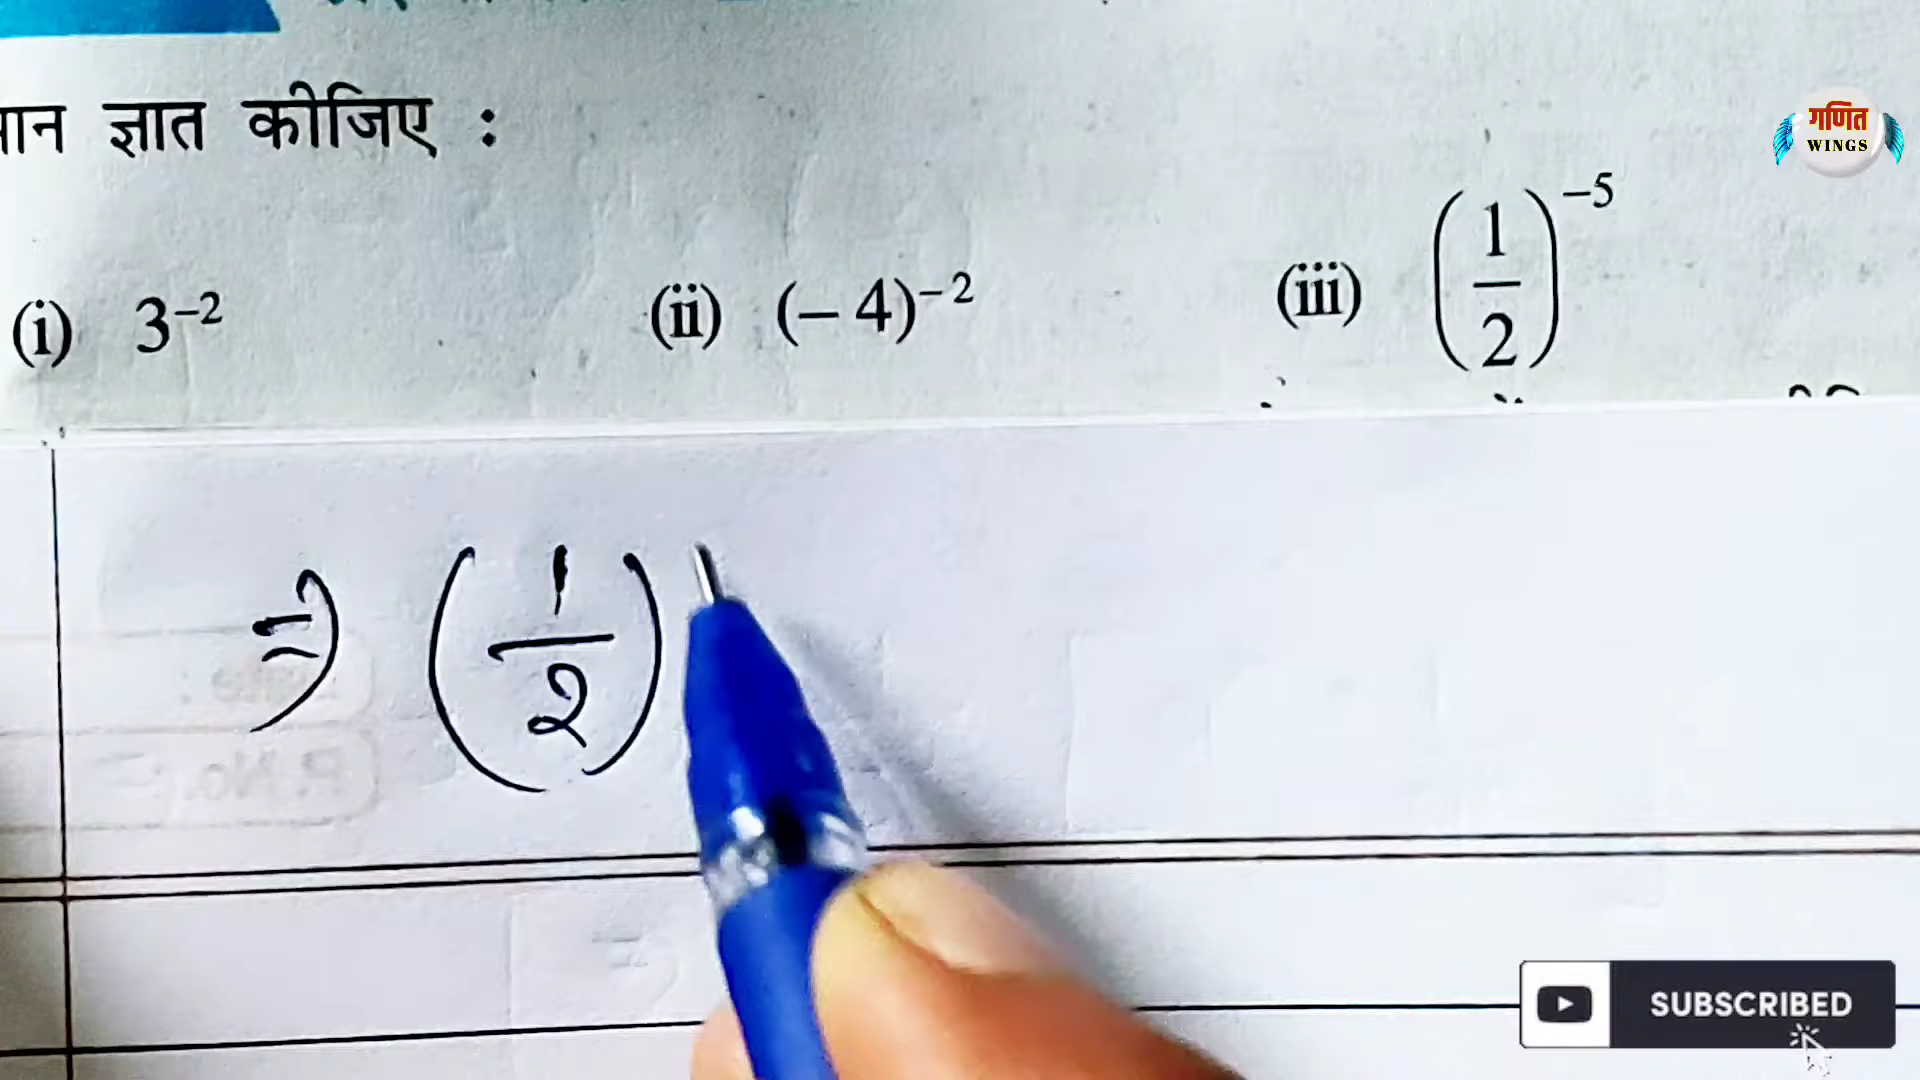 ज्ञात कीजिए :
गणित
WINGS
(i) 3⁻² (ii) (– 4)⁻² (iii) (1/2)⁻⁵
⇒ (1/2)
SUBSCRIBED